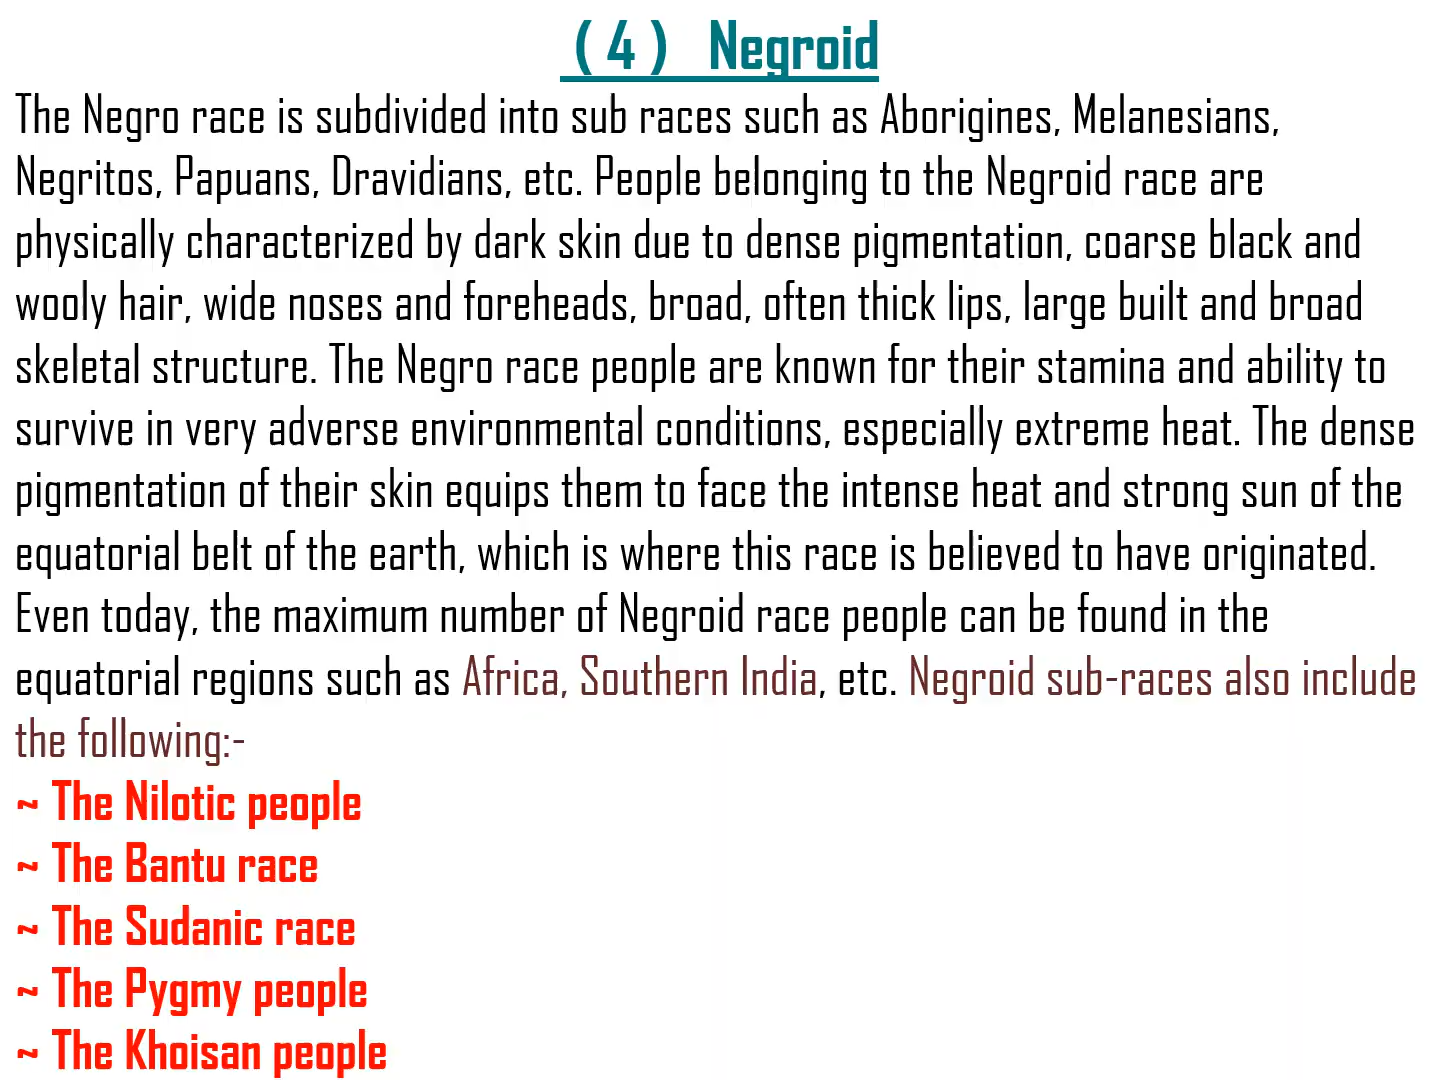 (4) Negroid
The Negro race is subdivided into sub races such as Aborigines, Melanesians,
Negritos, Papuans, Dravidians, etc. People belonging to the Negroid race are
physically characterized by dark skin due to dense pigmentation, coarse black and
wooly hair, wide noses and foreheads, broad, often thick lips, large built and broad
skeletal structure. The Negro race people are known for their stamina and ability to
survive in very adverse environmental conditions, especially extreme heat. The dense
pigmentation of their skin equips them to face the intense heat and strong sun of the
equatorial belt of the earth, which is where this race is believed to have originated.
Even today, the maximum number of Negroid race people can be found in the
equatorial regions such as Africa, Southern India, etc. Negroid sub-races also include
the following:-
~ The Nilotic people
~ The Bantu race
~ The Sudanic race
~ The Pygmy people
~ The Khoisan people